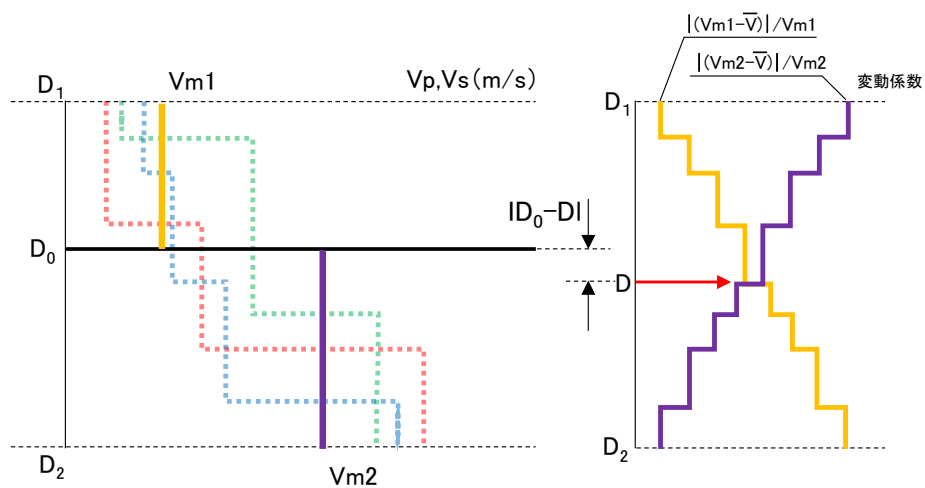 D₁
Vm1
Vp,Vs(m/s)
D₀
D₂
Vm2
|D₀-D|
|(Vm1-V̅)|/Vm1
|(Vm2-V̅)|/Vm2
変動係数
D₁
D
D₂